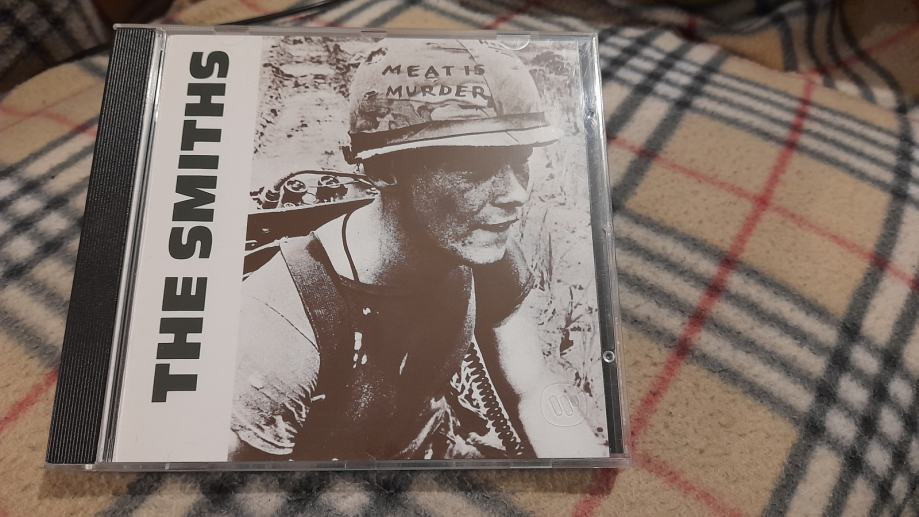 THE SMITHS
MEAT IS
MURDER